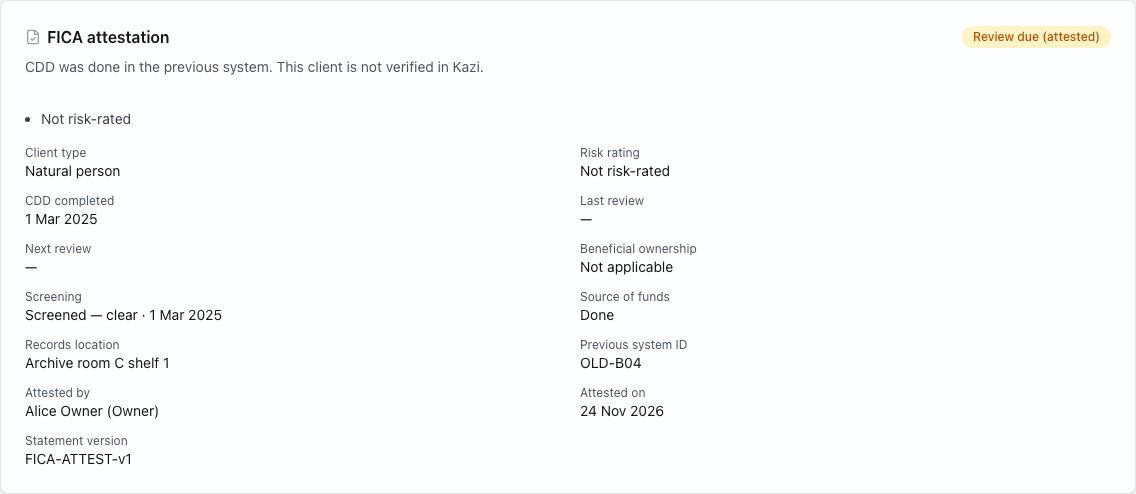 FICA attestation
Review due (attested)
CDD was done in the previous system. This client is not verified in Kazi.
• Not risk-rated
Client type
Natural person
Risk rating
Not risk-rated
CDD completed
1 Mar 2025
Last review
—
Next review
—
Beneficial ownership
Not applicable
Screening
Screened — clear · 1 Mar 2025
Source of funds
Done
Records location
Archive room C shelf 1
Previous system ID
OLD-B04
Attested by
Alice Owner (Owner)
Attested on
24 Nov 2026
Statement version
FICA-ATTEST-v1